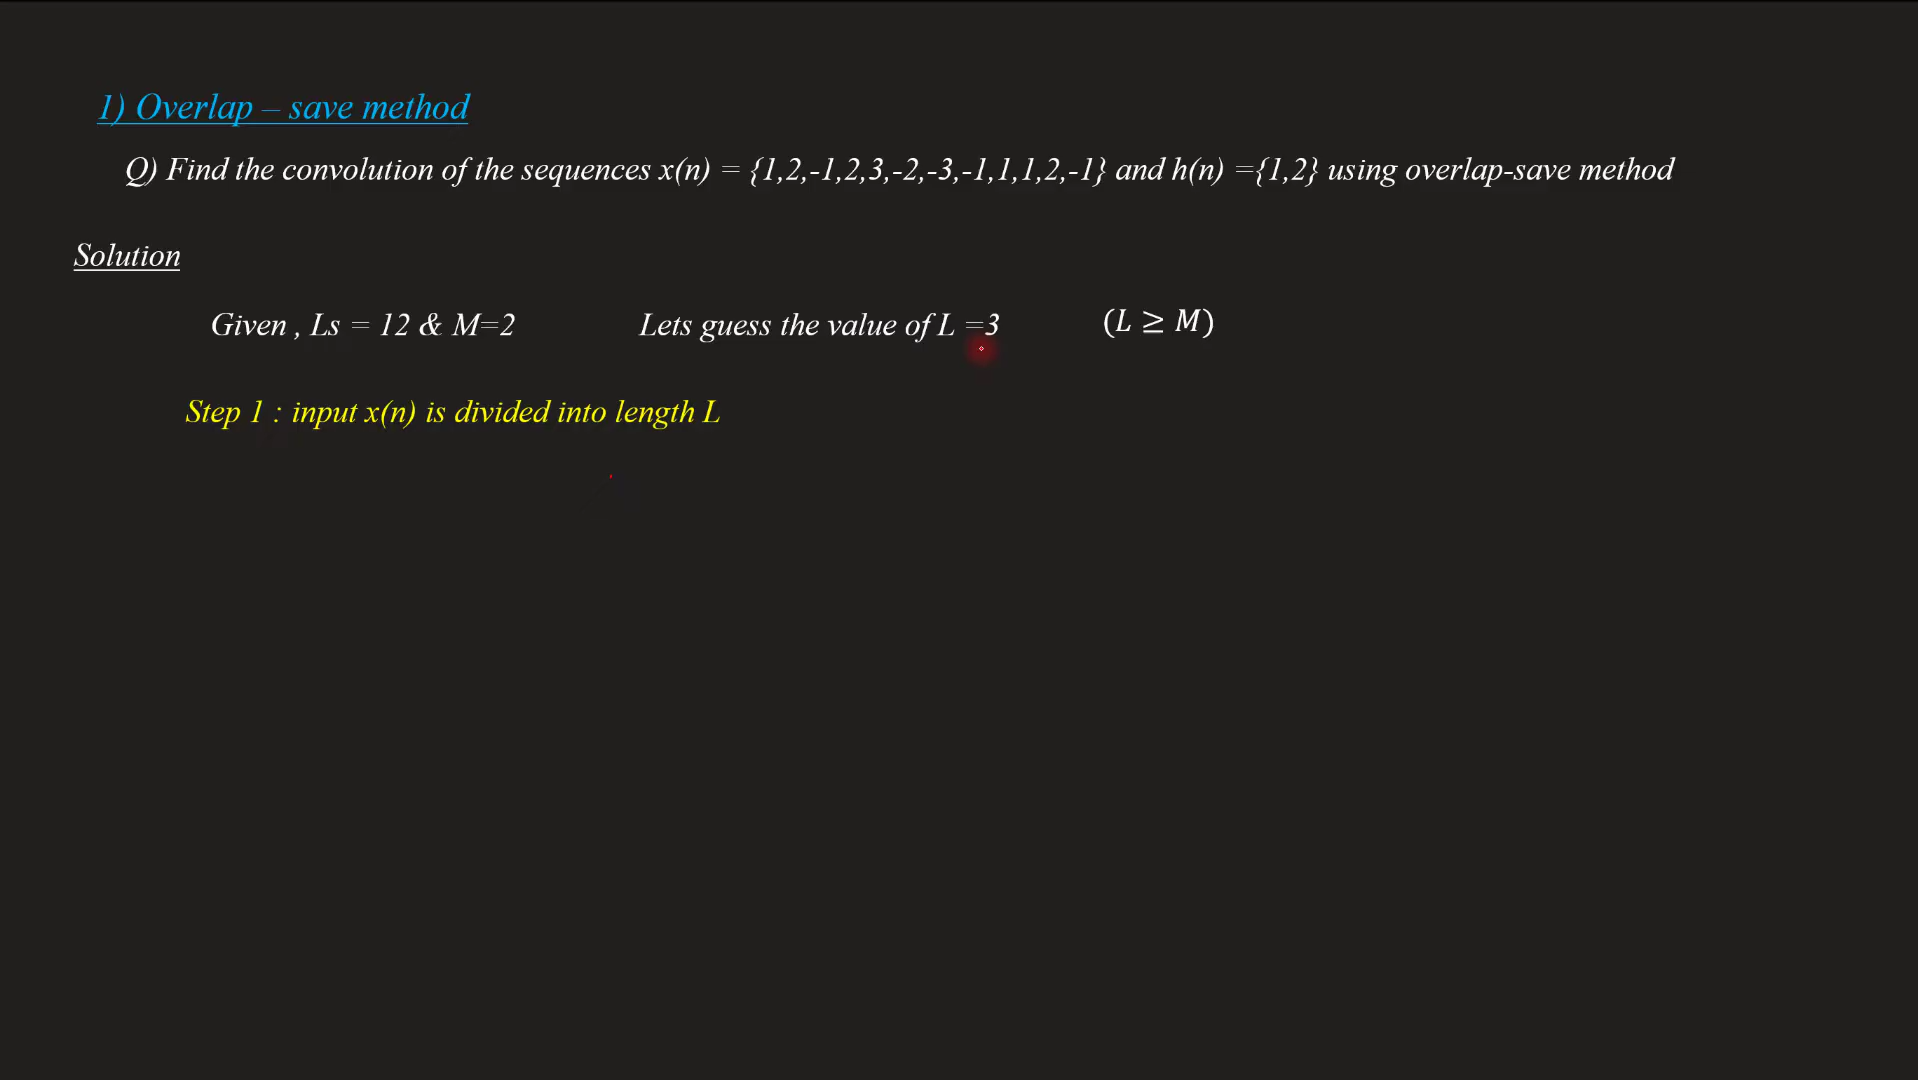 1) Overlap – save method
Q) Find the convolution of the sequences x(n) = {1,2,-1,2,3,-2,-3,-1,1,1,2,-1} and h(n) ={1,2} using overlap-save method
Solution
Given , Ls = 12 & M=2 Lets guess the value of L =3 (L ≥ M)
Step 1 : input x(n) is divided into length L